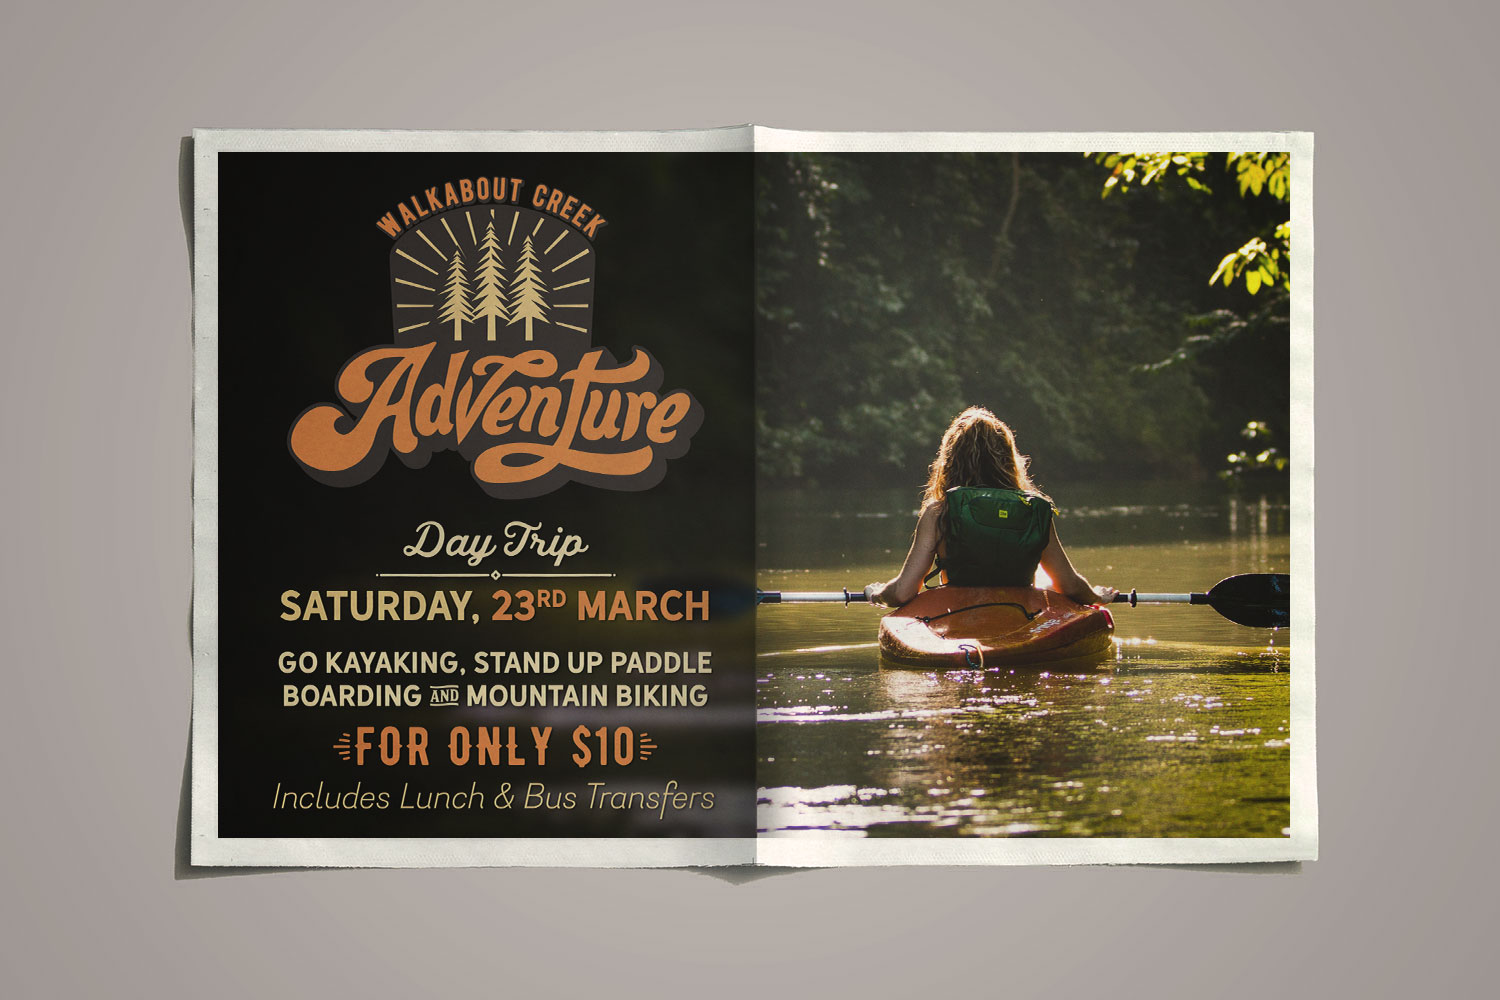 WALKABOUT CREEK
Adventure
Day Trip
SATURDAY, 23RD MARCH
GO KAYAKING, STAND UP PADDLE
BOARDING AND MOUNTAIN BIKING
FOR ONLY $10
Includes Lunch & Bus Transfers